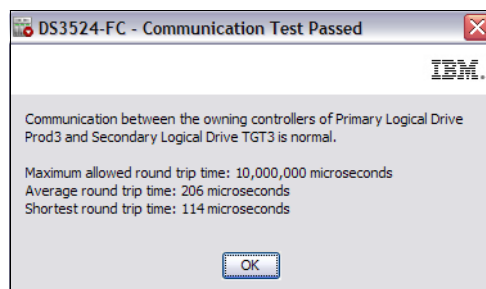 DS3524-FC - Communication Test Passed
IBM.
Communication between the owning controllers of Primary Logical Drive
Prod3 and Secondary Logical Drive TGT3 is normal.
Maximum allowed round trip time: 10,000,000 microseconds
Average round trip time: 206 microseconds
Shortest round trip time: 114 microseconds
OK